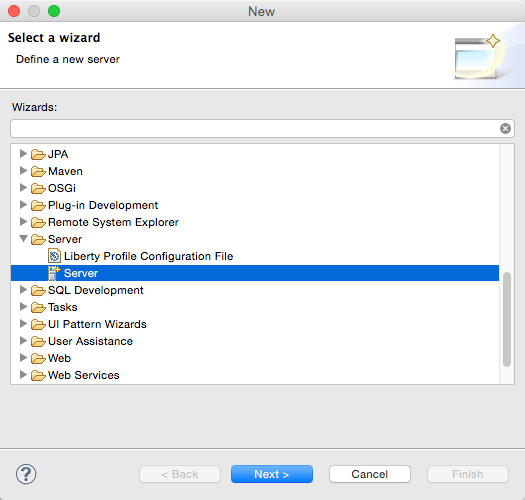 New
Select a wizard
Define a new server
Wizards:
JPA
Maven
OSGi
Plug-in Development
Remote System Explorer
Server
Liberty Profile Configuration File
Server
SQL Development
Tasks
UI Pattern Wizards
User Assistance
Web
Web Services
? < Back Next > Cancel Finish